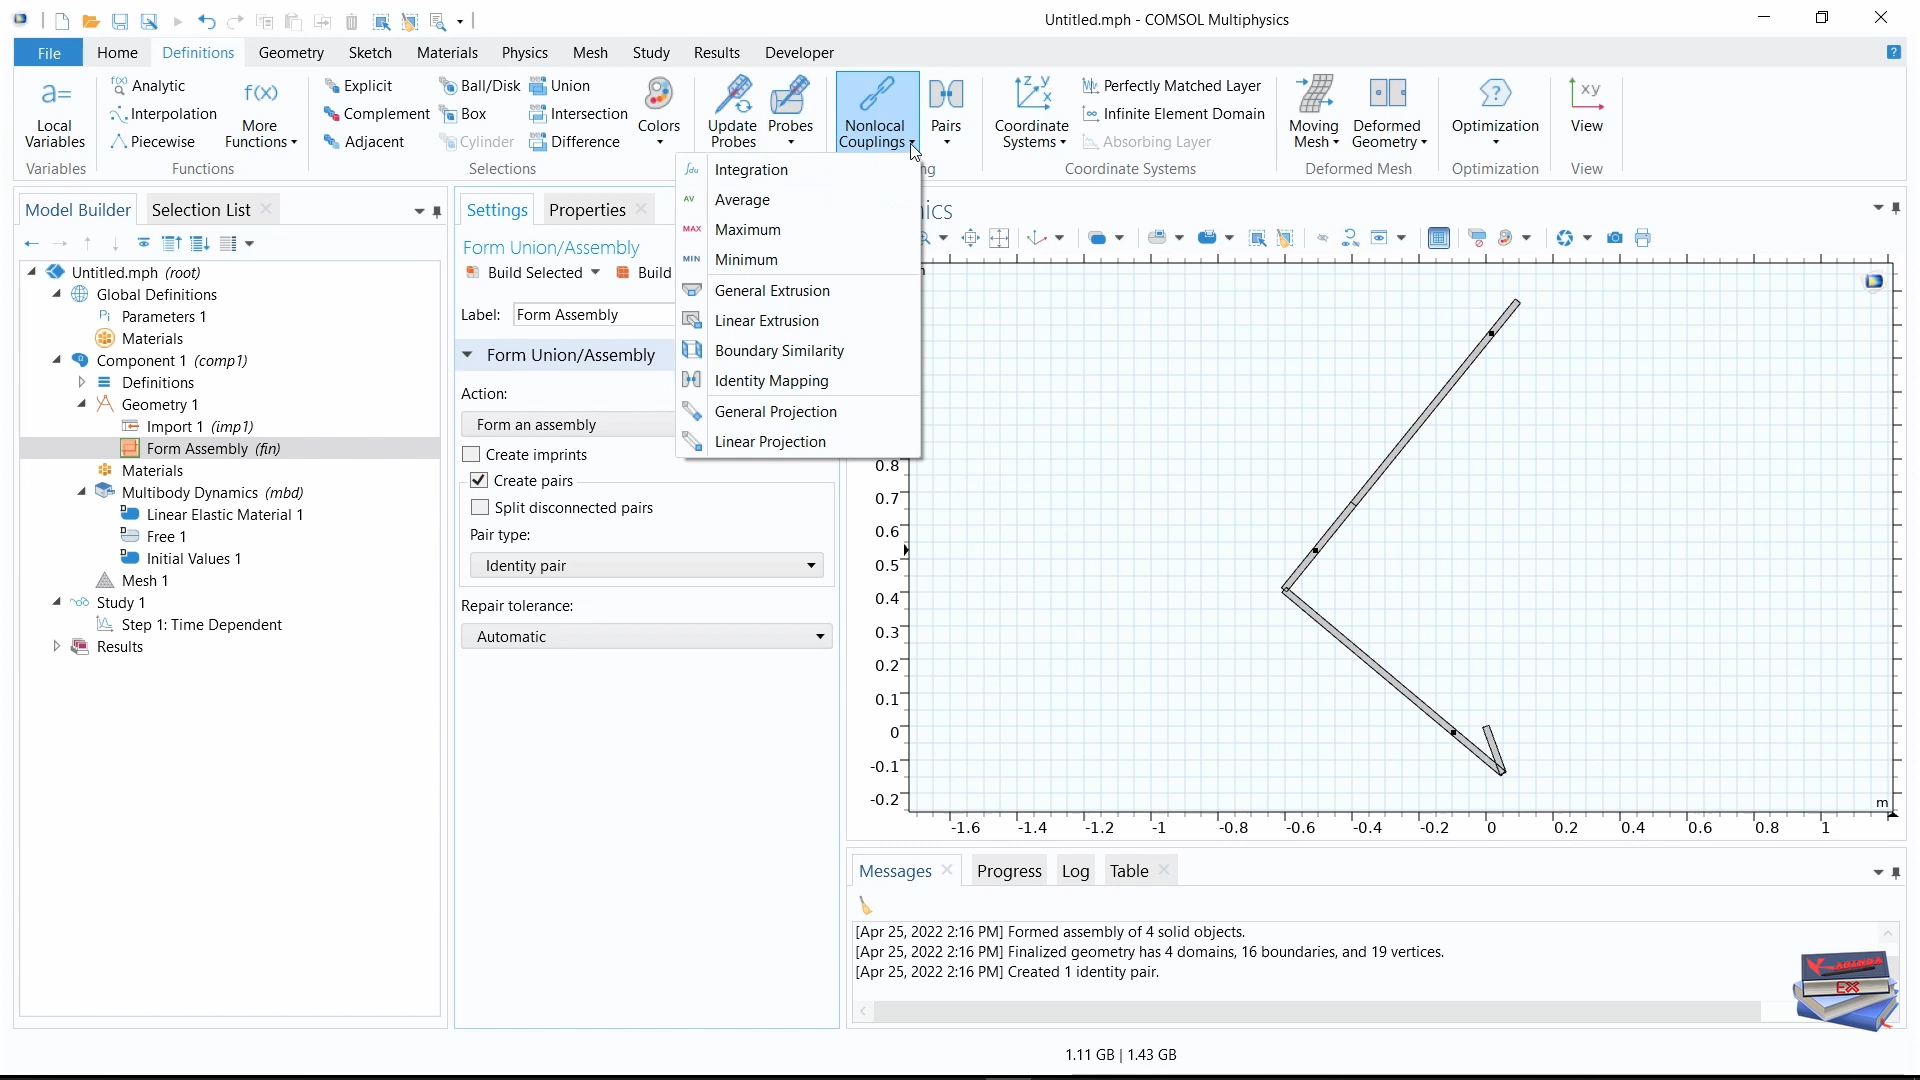 Untitled.mph - COMSOL Multiphysics
File Home Definitions Geometry Sketch Materials Physics Mesh Study Results Developer
a=
Local
Variables
Variables
Analytic
Interpolation
Piecewise
f(x)
More
Functions
Functions
Explicit
Complement
Adjacent
Ball/Disk
Box
Cylinder
Union
Intersection
Difference
Colors
Selections
Update
Probes
Probes
Nonlocal
Couplings
Pairs
ng
Coordinate
Systems
Perfectly Matched Layer
Infinite Element Domain
Absorbing Layer
Coordinate Systems
Moving
Mesh
Deformed
Geometry
Deformed Mesh
Optimization
Optimization
xy
View
View
Integration
AV Average
MAX Maximum
MIN Minimum
General Extrusion
Linear Extrusion
Boundary Similarity
Identity Mapping
General Projection
Linear Projection
Model Builder
Selection List
Untitled.mph (root)
Global Definitions
Pi Parameters 1
Materials
Component 1 (comp1)
Definitions
Geometry 1
Import 1 (imp1)
Form Assembly (fin)
Materials
Multibody Dynamics (mbd)
Linear Elastic Material 1
Free 1
Initial Values 1
Mesh 1
Study 1
Step 1: Time Dependent
Results
Settings
Properties
Form Union/Assembly
Build Selected
Build
Label: Form Assembly
Form Union/Assembly
Action:
Form an assembly
Create imprints
Create pairs
Split disconnected pairs
Pair type:
Identity pair
Repair tolerance:
Automatic
ics
0.8
0.7
0.6
0.5
0.4
0.3
0.2
0.1
0
-0.1
-0.2
m
-1.6 -1.4 -1.2 -1 -0.8 -0.6 -0.4 -0.2 0 0.2 0.4 0.6 0.8 1
Messages Progress Log Table
[Apr 25, 2022 2:16 PM] Formed assembly of 4 solid objects.
[Apr 25, 2022 2:16 PM] Finalized geometry has 4 domains, 16 boundaries, and 19 vertices.
[Apr 25, 2022 2:16 PM] Created 1 identity pair.
EX
1.11 GB | 1.43 GB